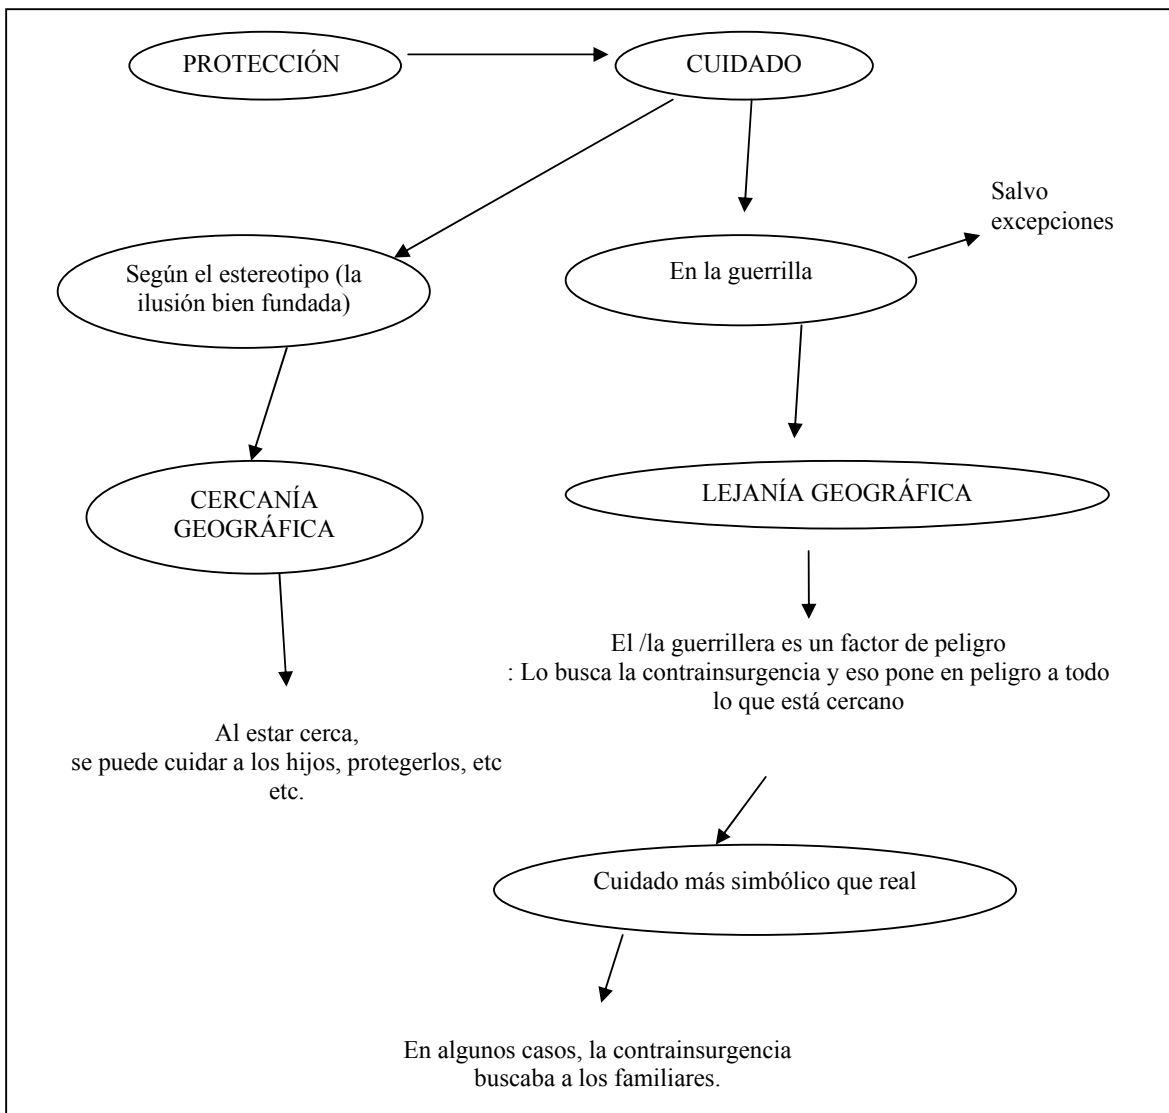 PROTECCIÓN
CUIDADO
Salvo
excepciones
Según el estereotipo (la
ilusión bien fundada)
En la guerrilla
CERCANÍA
GEOGRÁFICA
LEJANÍA GEOGRÁFICA
El /la guerrillera es un factor de peligro
: Lo busca la contrainsurgencia y eso pone en peligro a todo
lo que está cercano
Al estar cerca,
se puede cuidar a los hijos, protegerlos, etc
etc.
Cuidado más simbólico que real
En algunos casos, la contrainsurgencia
buscaba a los familiares.